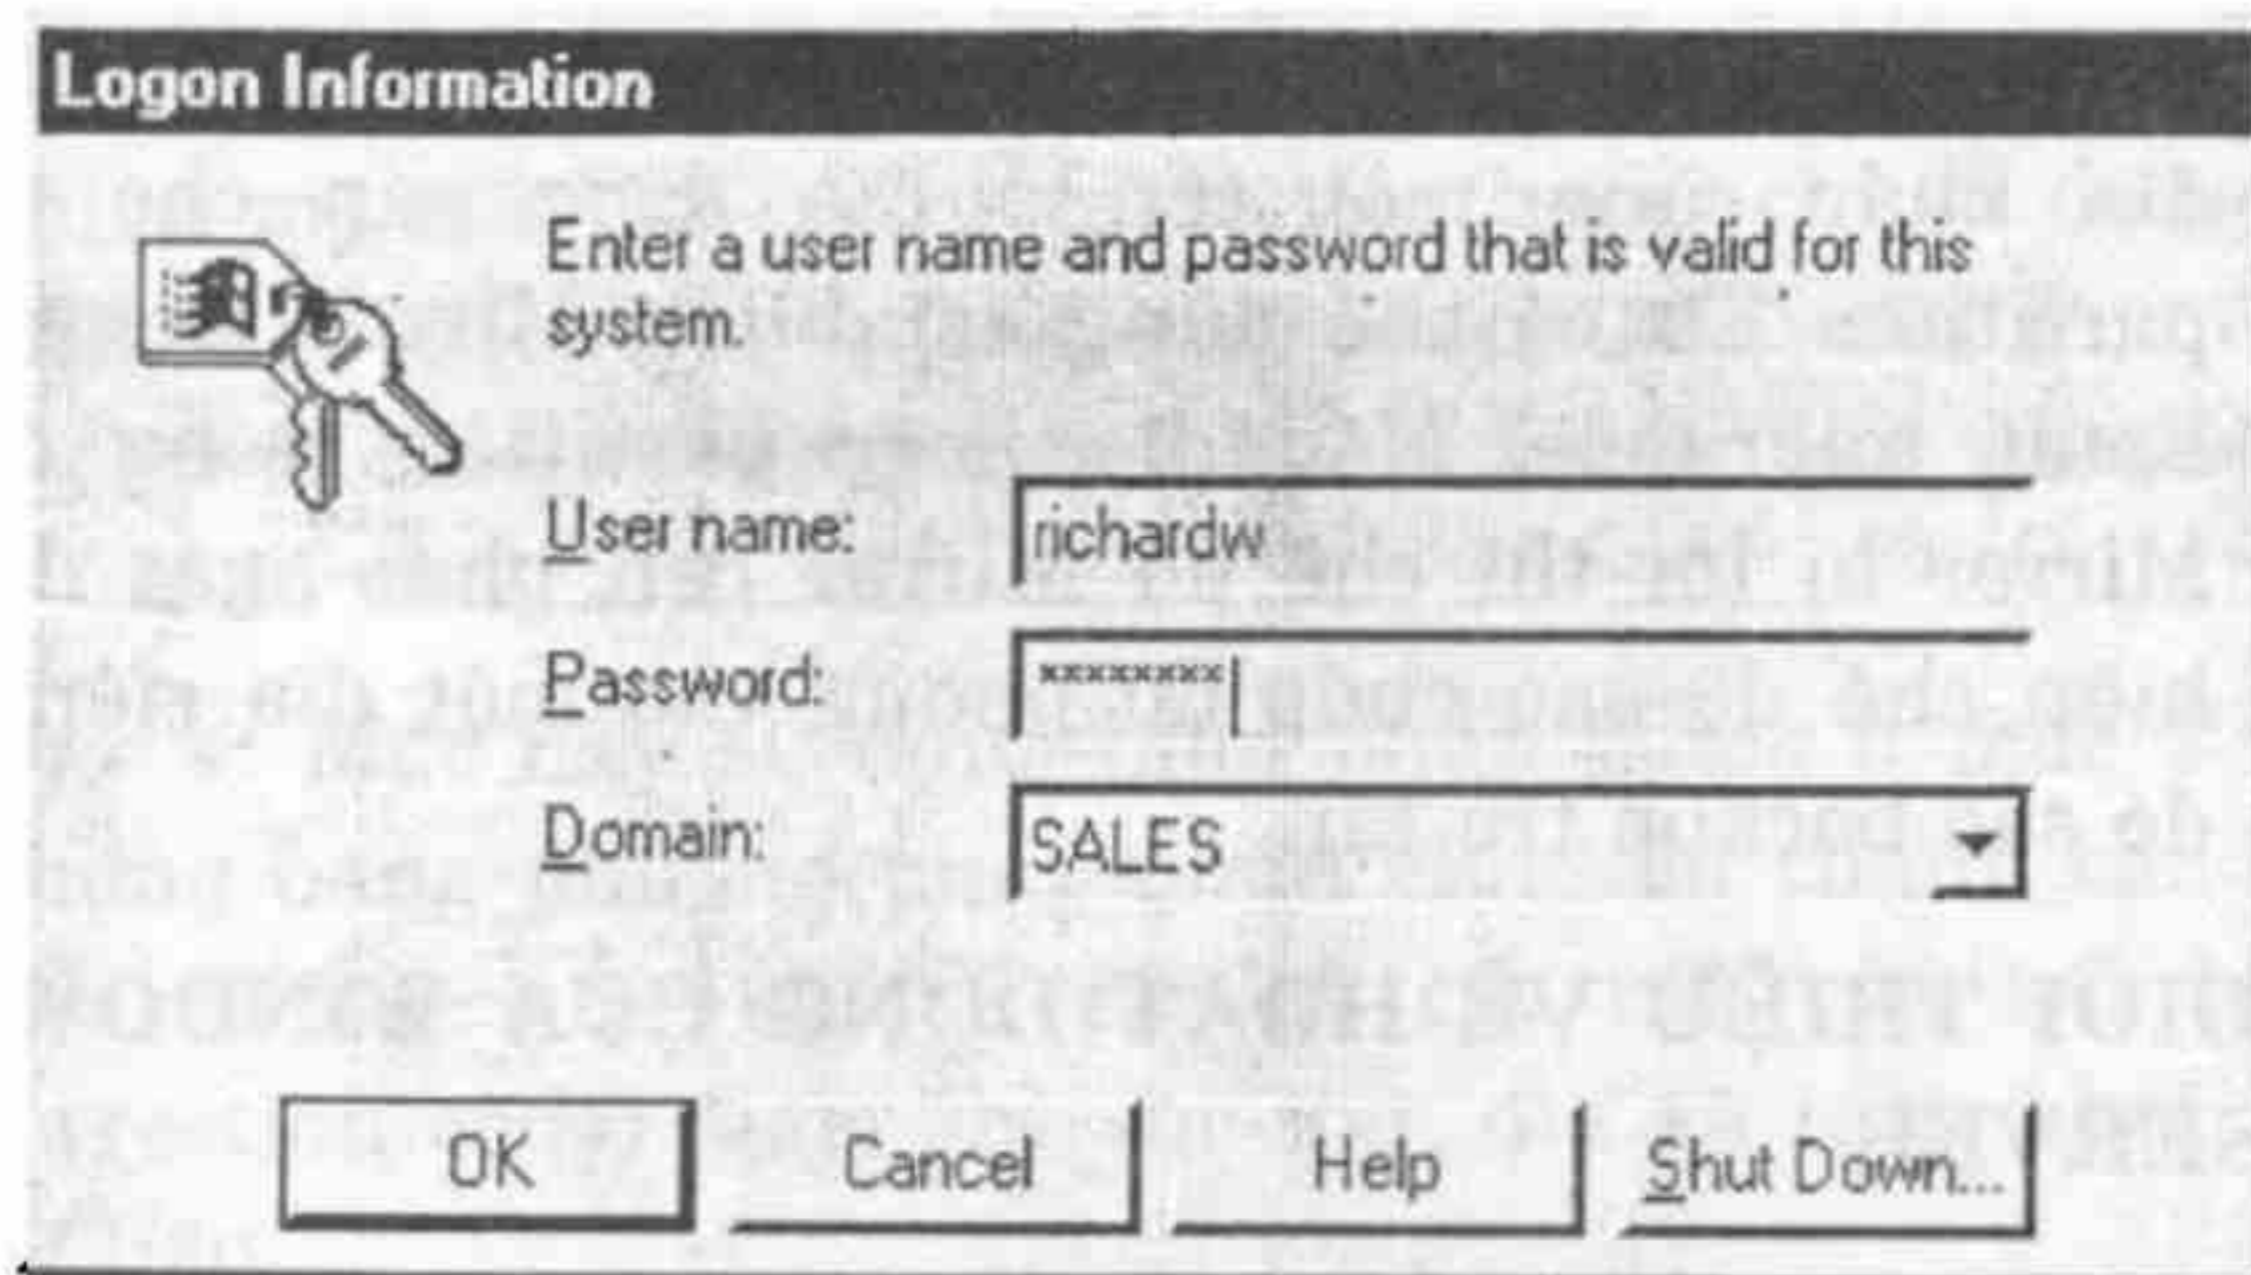 Logon Information
Enter a user name and password that is valid for this
system.
User name: richardw
Password: ********
Domain: SALES
OK Cancel Help Shut Down...